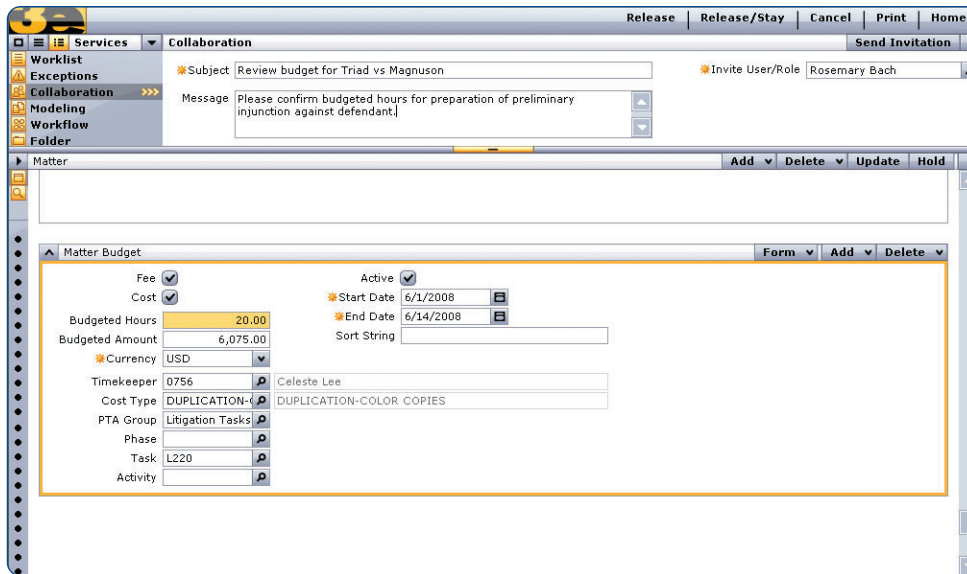 3e
Release Release/Stay Cancel Print Home
Services Collaboration Send Invitation
Worklist
Exceptions
Collaboration >>>
Modeling
Workflow
Folder
Subject Review budget for Triad vs Magnuson Invite User/Role Rosemary Bach
Message Please confirm budgeted hours for preparation of preliminary
injunction against defendant.
Matter Add Delete Update Hold
Matter Budget Form Add Delete
Fee Active
Cost Start Date 6/1/2008
Budgeted Hours 20.00 End Date 6/14/2008
Budgeted Amount 6,075.00 Sort String
Currency USD
Timekeeper 0756 Celeste Lee
Cost Type DUPLICATION-C DUPLICATION-COLOR COPIES
PTA Group Litigation Tasks
Phase
Task L220
Activity